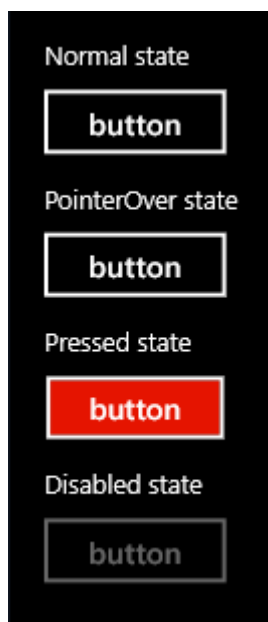 Normal state
button
PointerOver state
button
Pressed state
button
Disabled state
button